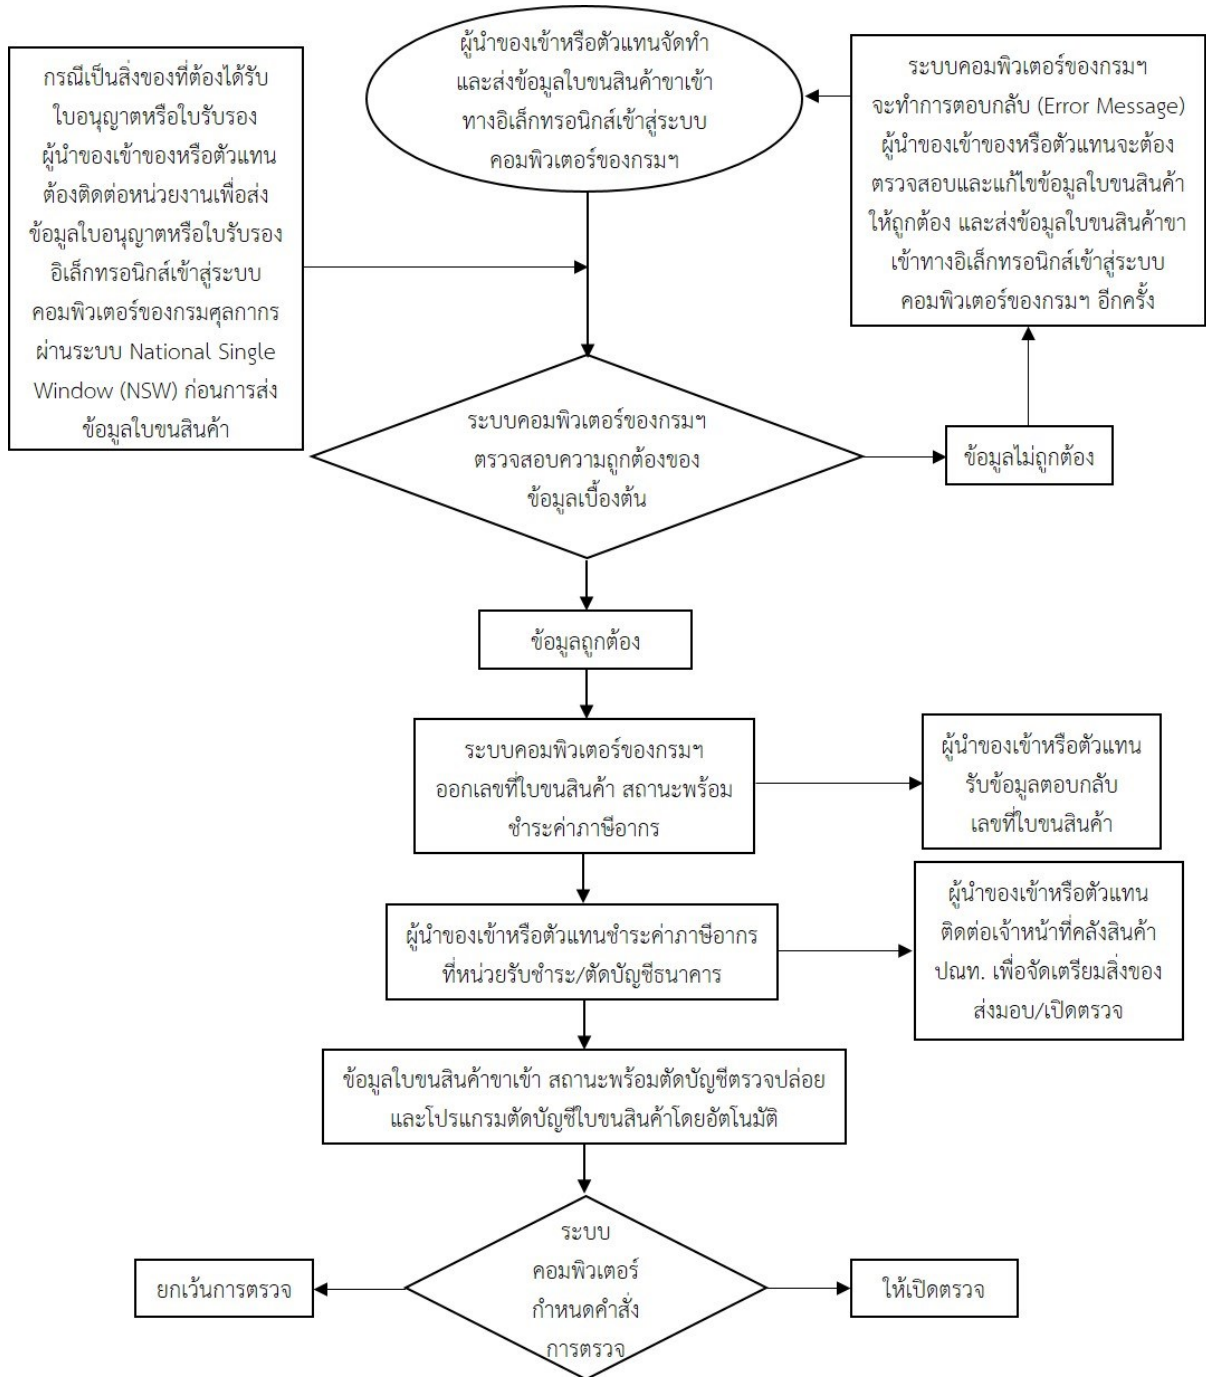 ผู้นำของเข้าหรือตัวแทนจัดทำ
และส่งข้อมูลใบขนสินค้าขาเข้า
ทางอิเล็กทรอนิกส์เข้าสู่ระบบ
คอมพิวเตอร์ของกรมฯ
กรณีเป็นสิ่งของที่ต้องได้รับ
ใบอนุญาตหรือใบรับรอง
ผู้นำของเข้าของหรือตัวแทน
ต้องติดต่อหน่วยงานเพื่อส่ง
ข้อมูลใบอนุญาตหรือใบรับรอง
อิเล็กทรอนิกส์เข้าสู่ระบบ
คอมพิวเตอร์ของกรมศุลกากร
ผ่านระบบ National Single
Window (NSW) ก่อนการส่ง
ข้อมูลใบขนสินค้า
ระบบคอมพิวเตอร์ของกรมฯ
จะทำการตอบกลับ (Error Message)
ผู้นำของเข้าของหรือตัวแทนจะต้อง
ตรวจสอบและแก้ไขข้อมูลใบขนสินค้า
ให้ถูกต้อง และส่งข้อมูลใบขนสินค้าขา
เข้าทางอิเล็กทรอนิกส์เข้าสู่ระบบ
คอมพิวเตอร์ของกรมฯ อีกครั้ง
ระบบคอมพิวเตอร์ของกรมฯ
ตรวจสอบความถูกต้องของ
ข้อมูลเบื้องต้น
ข้อมูลไม่ถูกต้อง
ข้อมูลถูกต้อง
ระบบคอมพิวเตอร์ของกรมฯ
ออกเลขที่ใบขนสินค้า สถานะพร้อม
ชำระค่าภาษีอากร
ผู้นำของเข้าหรือตัวแทน
รับข้อมูลตอบกลับ
เลขที่ใบขนสินค้า
ผู้นำของเข้าหรือตัวแทนชำระค่าภาษีอากร
ที่หน่วยรับชำระ/ตัดบัญชีธนาคาร
ผู้นำของเข้าหรือตัวแทน
ติดต่อเจ้าหน้าที่คลังสินค้า
ปณท. เพื่อจัดเตรียมสิ่งของ
ส่งมอบ/เปิดตรวจ
ข้อมูลใบขนสินค้าขาเข้า สถานะพร้อมตัดบัญชีตรวจปล่อย
และโปรแกรมตัดบัญชีใบขนสินค้าโดยอัตโนมัติ
ระบบ
คอมพิวเตอร์
กำหนดคำสั่ง
การตรวจ
ยกเว้นการตรวจ
ให้เปิดตรวจ